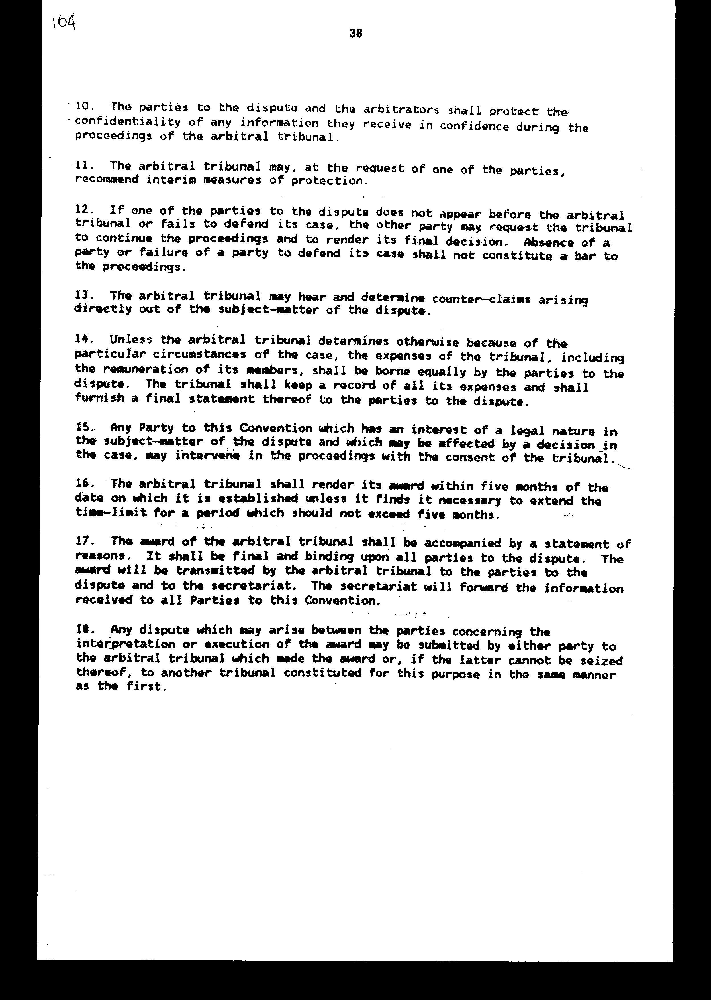 164
38
10. The parties to the dispute and the arbitrators shall protect the
confidentiality of any information they receive in confidence during the
proceedings of the arbitral tribunal.
11. The arbitral tribunal may, at the request of one of the parties,
recommend interim measures of protection.
12. If one of the parties to the dispute does not appear before the arbitral
tribunal or fails to defend its case, the other party may request the tribunal
to continue the proceedings and to render its final decision. Absence of a
party or failure of a party to defend its case shall not constitute a bar to
the proceedings.
13. The arbitral tribunal may hear and determine counter-claims arising
directly out of the subject-matter of the dispute.
14. Unless the arbitral tribunal determines otherwise because of the
particular circumstances of the case, the expenses of the tribunal, including
the remuneration of its members, shall be borne equally by the parties to the
dispute. The tribunal shall keep a record of all its expenses and shall
furnish a final statement thereof to the parties to the dispute.
15. Any Party to this Convention which has an interest of a legal nature in
the subject-matter of the dispute and which may be affected by a decision in
the case, may intervene in the proceedings with the consent of the tribunal.
16. The arbitral tribunal shall render its award within five months of the
date on which it is established unless it finds it necessary to extend the
time-limit for a period which should not exceed five months.
17. The award of the arbitral tribunal shall be accompanied by a statement of
reasons. It shall be final and binding upon all parties to the dispute. The
award will be transmitted by the arbitral tribunal to the parties to the
dispute and to the secretariat. The secretariat will forward the information
received to all Parties to this Convention.
18. Any dispute which may arise between the parties concerning the
interpretation or execution of the award may be submitted by either party to
the arbitral tribunal which made the award or, if the latter cannot be seized
thereof, to another tribunal constituted for this purpose in the same manner
as the first.